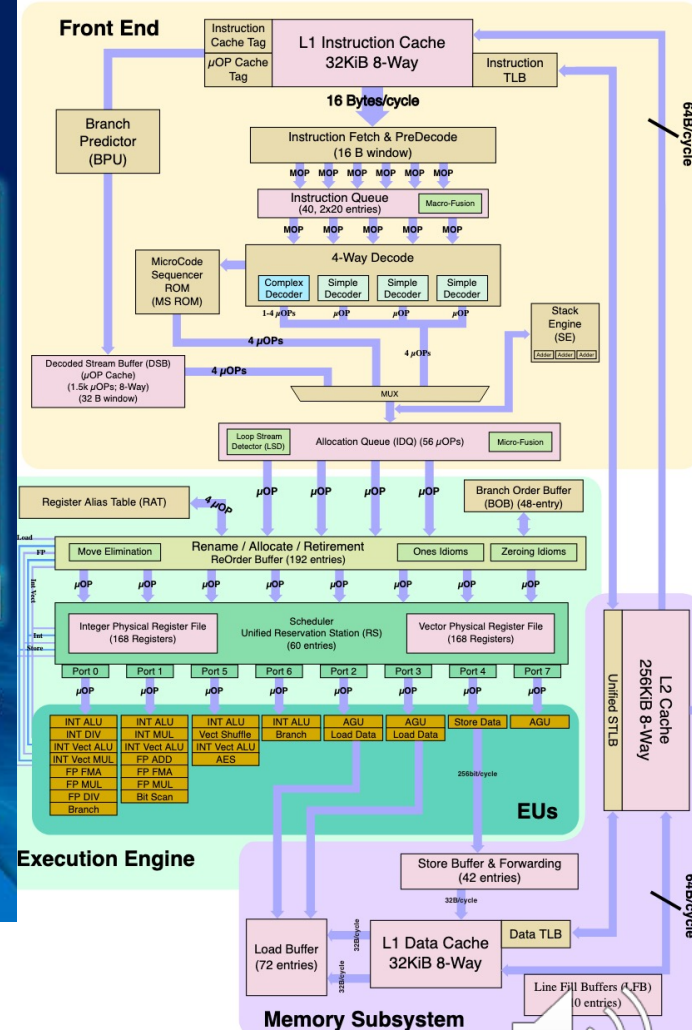 Front End
Instruction
Cache Tag
µOP Cache
Tag
L1 Instruction Cache
32KiB 8-Way
Instruction
TLB
64B/cycle
16 Bytes/cycle
Branch
Predictor
(BPU)
Instruction Fetch & PreDecode
(16 B window)
MOP MOP MOP MOP MOP MOP
Instruction Queue
(40, 2x20 entries)
Macro-Fusion
MOP MOP MOP MOP MOP
MicroCode
Sequencer
ROM
(MS ROM)
4-Way Decode
Complex
Decoder
Simple
Decoder
Simple
Decoder
Simple
Decoder
1-4 µOPs µOP µOP µOP
Stack
Engine
(SE)
Adder Adder Adder
4 µOPs
4 µOPs
Decoded Stream Buffer (DSB)
(µOP Cache)
(1.5k µOPs; 8-Way)
(32 B window)
4 µOPs
MUX
Loop Stream
Detector (LSD)
Allocation Queue (IDQ) (56 µOPs)
Micro-Fusion
µOP µOP µOP µOP
Register Alias Table (RAT)
4 µOP
Branch Order Buffer
(BOB) (48-entry)
Load
FP
Int Vect
Int
Store
Move Elimination
Rename / Allocate / Retirement
ReOrder Buffer (192 entries)
Ones Idioms
Zeroing Idioms
µOP µOP µOP µOP µOP µOP µOP µOP
Integer Physical Register File
(168 Registers)
Scheduler
Unified Reservation Station (RS)
(60 entries)
Vector Physical Register File
(168 Registers)
Port 0 Port 1 Port 5 Port 6 Port 2 Port 3 Port 4 Port 7
µOP µOP µOP µOP µOP µOP µOP µOP
INT ALU
INT DIV
INT Vect ALU
INT Vect MUL
FP FMA
FP MUL
FP DIV
Branch
INT ALU
INT MUL
INT Vect ALU
FP ADD
FP FMA
FP MUL
Bit Scan
INT ALU
Vect Shuffle
INT Vect ALU
AES
INT ALU
Branch
AGU
Load Data
AGU
Load Data
Store Data
AGU
256bit/cycle
EUs
Execution Engine
Unified STLB
L2 Cache
256KiB 8-Way
Store Buffer & Forwarding
(42 entries)
32B/cycle
64B/cycle
Load Buffer
(72 entries)
32B/cycle
32B/cycle
L1 Data Cache
32KiB 8-Way
Data TLB
Line Fill Buffers (LFB)
0 entries)
Memory Subsystem